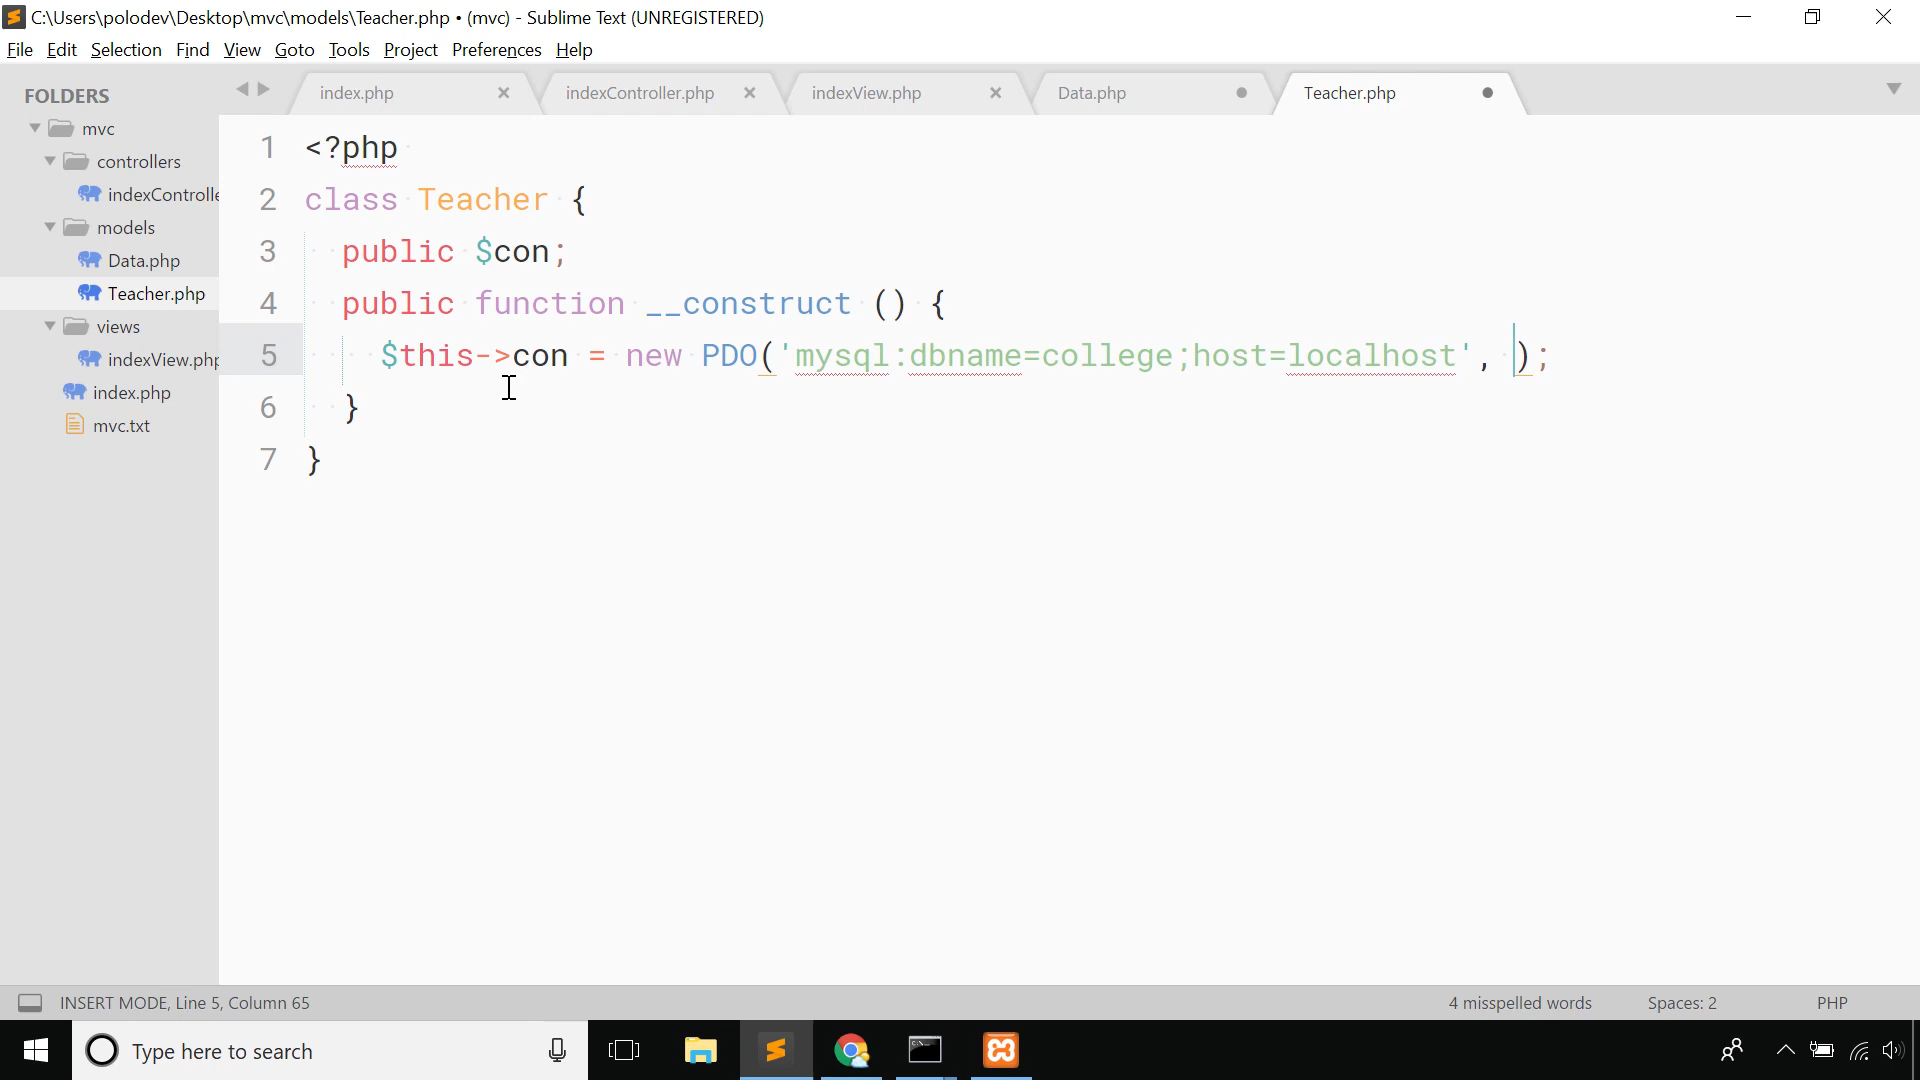 C:\Users\polodev\Desktop\mvc\models\Teacher.php • (mvc) - Sublime Text (UNREGISTERED)
File Edit Selection Find View Goto Tools Project Preferences Help
FOLDERS
mvc
controllers
indexControlle
models
Data.php
Teacher.php
views
indexView.php
index.php
mvc.txt
index.php indexController.php indexView.php Data.php Teacher.php
1 <?php
2 class Teacher {
3 public $con;
4 public function __construct () {
5 $this->con = new PDO('mysql:dbname=college;host=localhost', );
6 }
7 }
INSERT MODE, Line 5, Column 65 4 misspelled words Spaces: 2 PHP
Type here to search